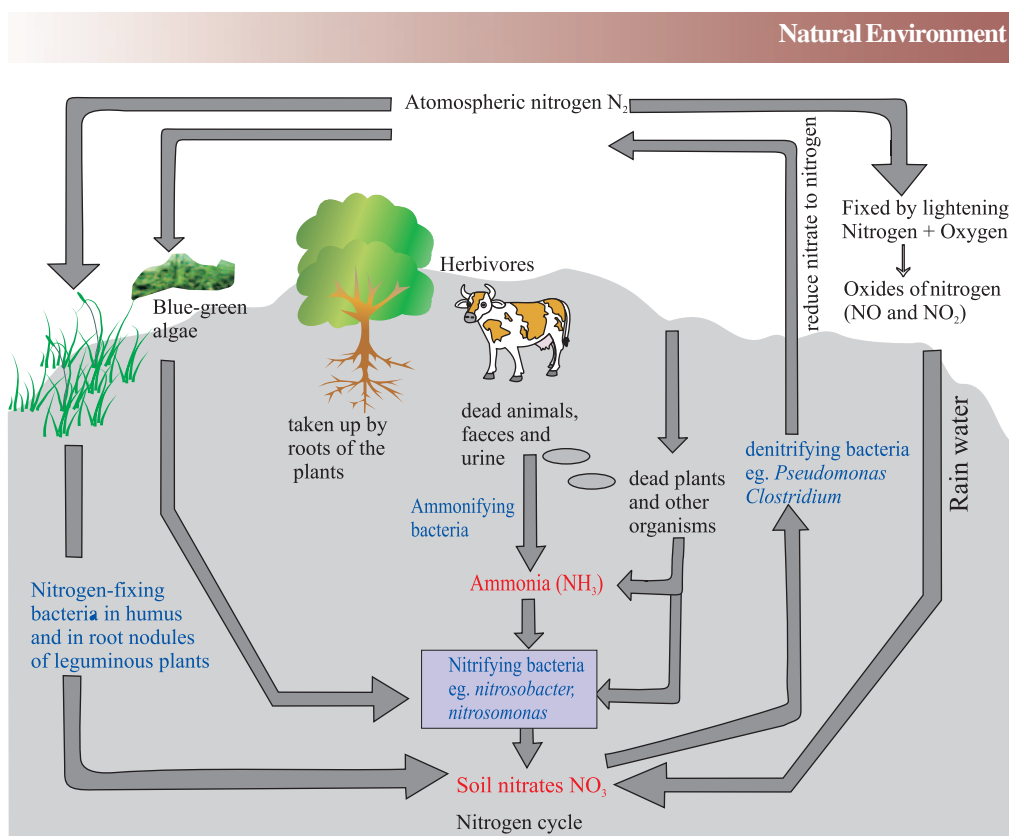 Natural Environment
Atomospheric nitrogen N₂
reduce nitrate to nitrogen
Fixed by lightening
Nitrogen + Oxygen
Oxides of nitrogen
(NO and NO₂)
Herbivores
Blue-green
algae
taken up by
roots of the
plants
dead animals,
faeces and
urine
dead plants
and other
organisms
denitrifying bacteria
eg. Pseudomonas
Clostridium
Rain water
Ammonifying
bacteria
Ammonia (NH₃)
Nitrogen-fixing
bacteria in humus
and in root nodules
of leguminous plants
Nitrifying bacteria
eg. nitrosobacter,
nitrosomonas
Soil nitrates NO₃
Nitrogen cycle